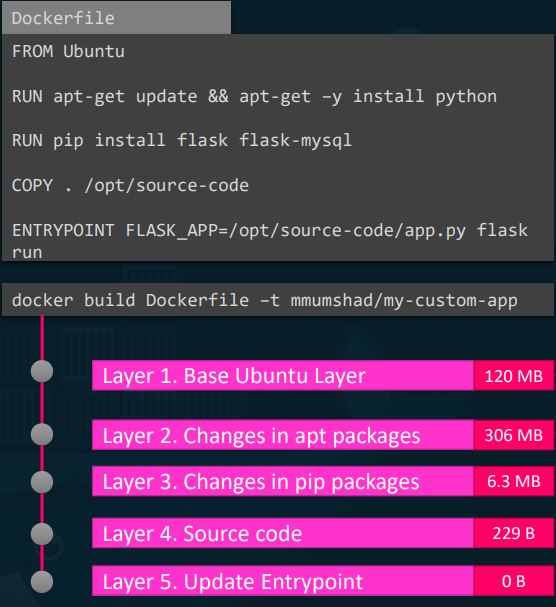 Dockerfile
FROM Ubuntu
RUN apt-get update && apt-get –y install python
RUN pip install flask flask-mysql
COPY . /opt/source-code
ENTRYPOINT FLASK_APP=/opt/source-code/app.py flask
run
docker build Dockerfile –t mmumshad/my-custom-app
Layer 1. Base Ubuntu Layer 120 MB
Layer 2. Changes in apt packages 306 MB
Layer 3. Changes in pip packages 6.3 MB
Layer 4. Source code 229 B
Layer 5. Update Entrypoint 0 B